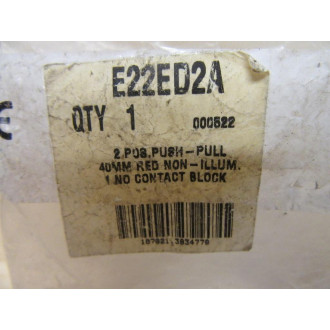 E22ED2A
QTY 1 000522
2.POS.PUSH-PULL
40MM RED NON-ILLUM.
1 NO CONTACT BLOCK